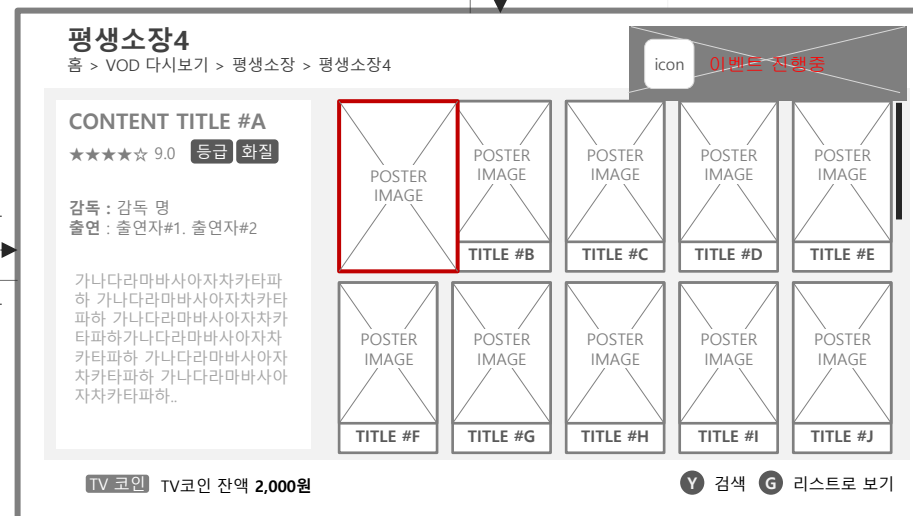 평생소장4
홈 > VOD 다시보기 > 평생소장 > 평생소장4
icon
이벤트 진행중
CONTENT TITLE #A
★★★★☆ 9.0 등급 화질
감독 : 감독 명
출연 : 출연자#1. 출연자#2
가나다라마바사아자차카타파
하 가나다라마바사아자차카타
파하 가나다라마바사아자차카
타파하가나다라마바사아자차
카타파하 가나다라마바사아자
차카타파하 가나다라마바사아
자차카타파하..
POSTER
IMAGE
POSTER
IMAGE
TITLE #B
POSTER
IMAGE
TITLE #C
POSTER
IMAGE
TITLE #D
POSTER
IMAGE
TITLE #E
POSTER
IMAGE
TITLE #F
POSTER
IMAGE
TITLE #G
POSTER
IMAGE
TITLE #H
POSTER
IMAGE
TITLE #I
POSTER
IMAGE
TITLE #J
TV 코인 TV코인 잔액 2,000원
Y 검색 G 리스트로 보기